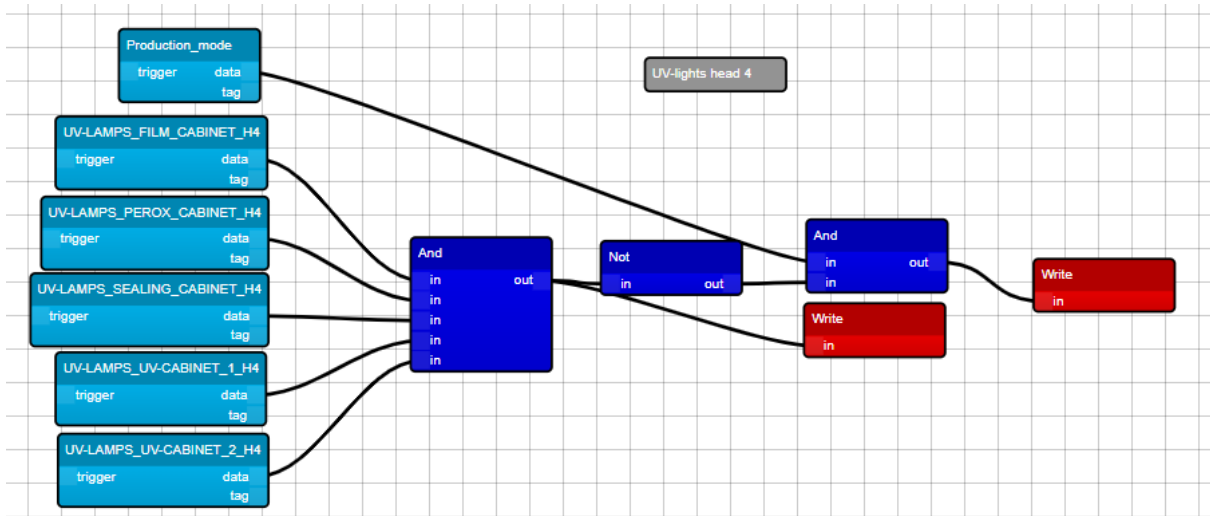 Production_mode
trigger data
tag
UV-lights head 4
UV-LAMPS_FILM_CABINET_H4
trigger data
tag
UV-LAMPS_PEROX_CABINET_H4
trigger data
tag
UV-LAMPS_SEALING_CABINET_H4
trigger data
tag
UV-LAMPS_UV-CABINET_1_H4
trigger data
tag
UV-LAMPS_UV-CABINET_2_H4
trigger data
tag
And
in out
in
in
in
in
Not
in out
And
in out
in
Write
in
Write
in